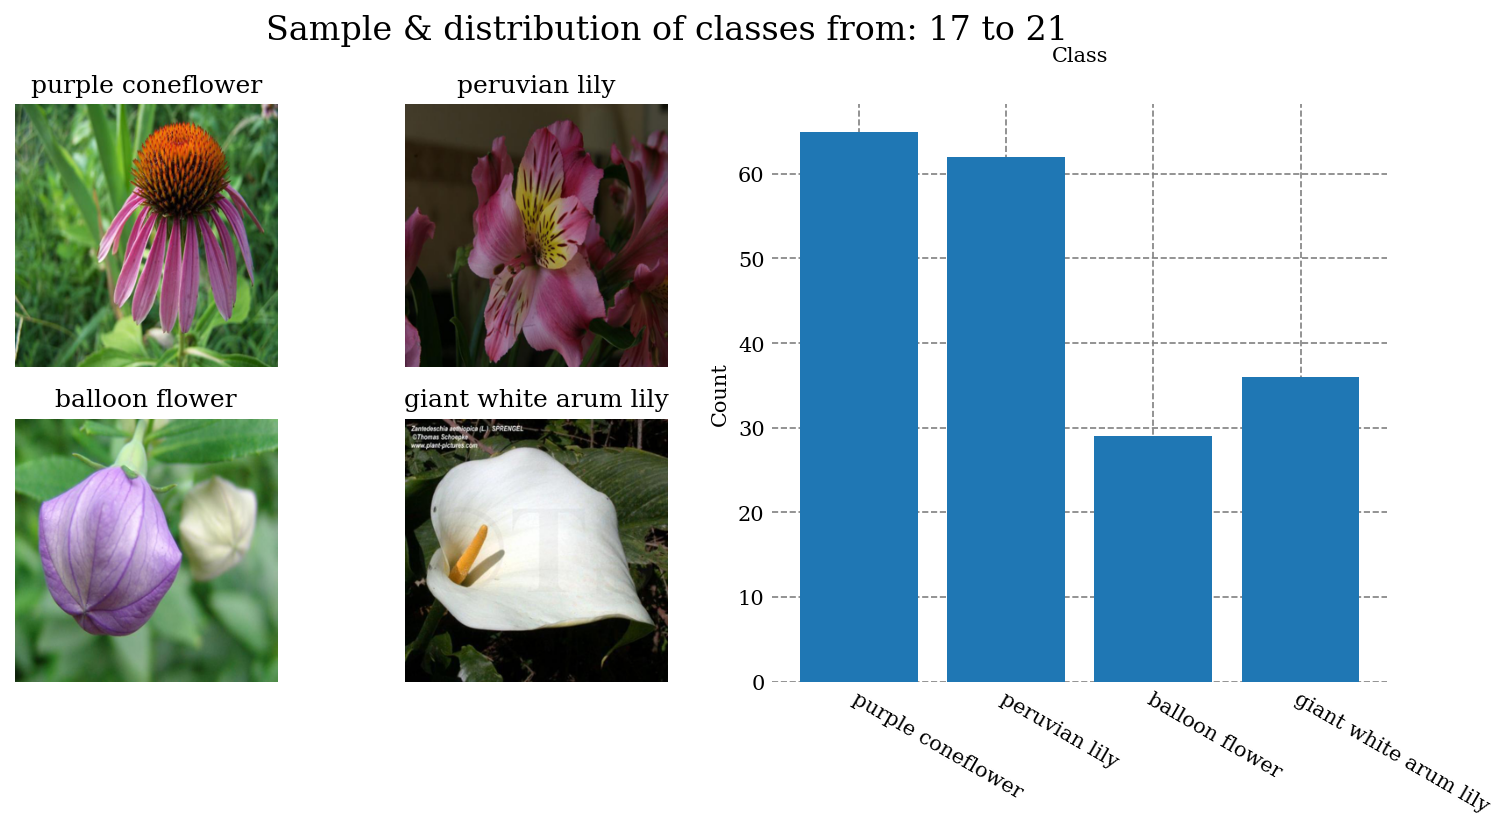 Sample & distribution of classes from: 17 to 21
Class
purple coneflower
peruvian lily
balloon flower
giant white arum lily
Zantedeschia aethiopica (L.). SPRENGEL
©Thomas Schoepke
www.plant-pictures.com
©T
Count
60
50
40
30
20
10
0
purple coneflower
peruvian lily
balloon flower
giant white arum lily